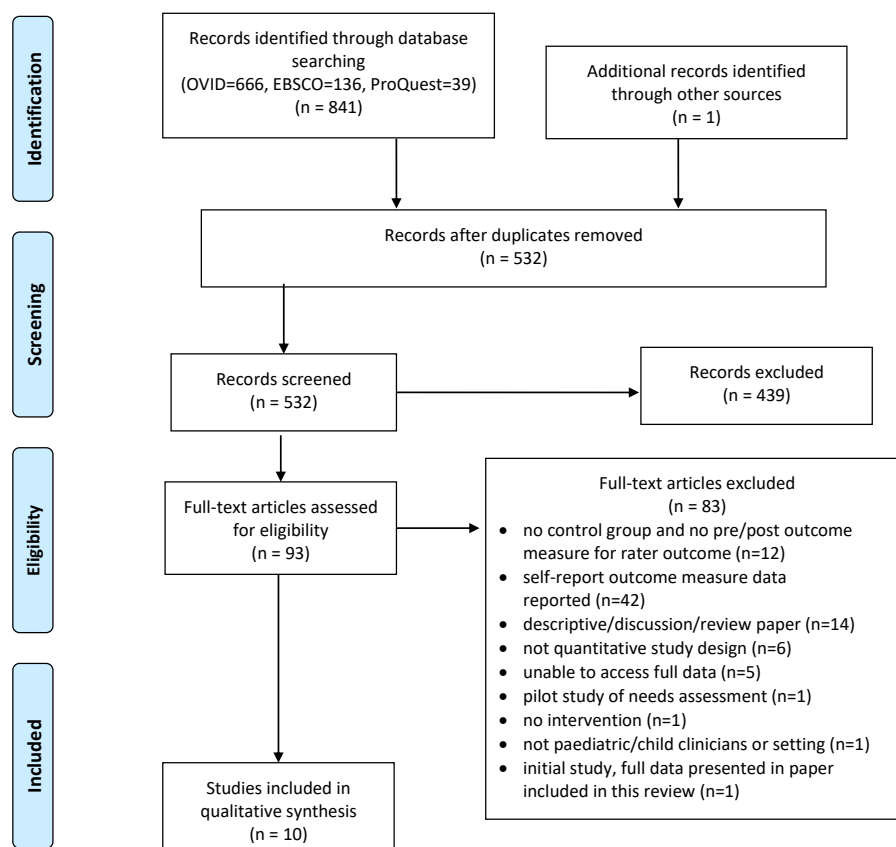 Identification
Records identified through database
searching
(OVID=666, EBSCO=136, ProQuest=39)
(n = 841)
Additional records identified
through other sources
(n = 1)
Records after duplicates removed
(n = 532)
Screening
Records screened
(n = 532)
Records excluded
(n = 439)
Eligibility
Full-text articles assessed
for eligibility
(n = 93)
Full-text articles excluded
(n = 83)
• no control group and no pre/post outcome
measure for rater outcome (n=12)
• self-report outcome measure data
reported (n=42)
• descriptive/discussion/review paper (n=14)
• not quantitative study design (n=6)
• unable to access full data (n=5)
• pilot study of needs assessment (n=1)
• no intervention (n=1)
• not paediatric/child clinicians or setting (n=1)
• initial study, full data presented in paper
included in this review (n=1)
Included
Studies included in
qualitative synthesis
(n = 10)